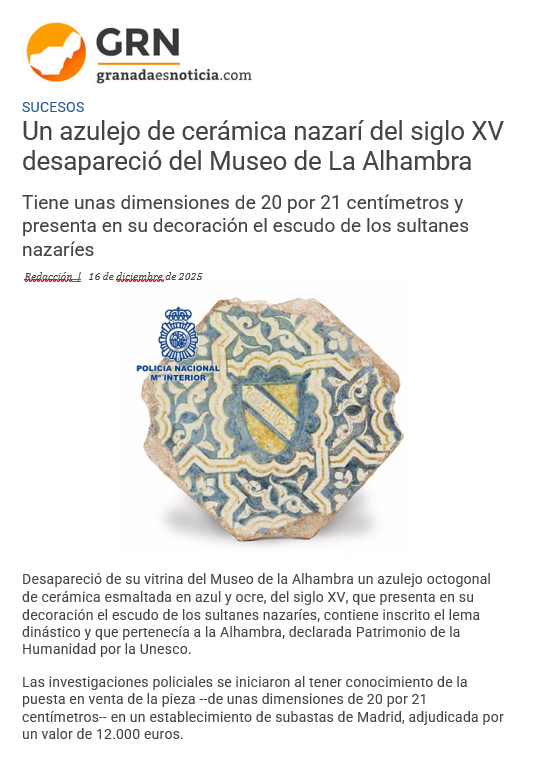 GRN
granadaesnoticia.com
SUCESOS
Un azulejo de cerámica nazarí del siglo XV
desapareció del Museo de La Alhambra
Tiene unas dimensiones de 20 por 21 centímetros y
presenta en su decoración el escudo de los sultanes
nazaríes
Redacción | 16 de diciembre de 2025
POLICIA NACIONAL
Mº INTERIOR
Desapareció de su vitrina del Museo de la Alhambra un azulejo octogonal
de cerámica esmaltada en azul y ocre, del siglo XV, que presenta en su
decoración el escudo de los sultanes nazaríes, contiene inscrito el lema
dinástico y que pertenecía a la Alhambra, declarada Patrimonio de la
Humanidad por la Unesco.
Las investigaciones policiales se iniciaron al tener conocimiento de la
puesta en venta de la pieza --de unas dimensiones de 20 por 21
centímetros-- en un establecimiento de subastas de Madrid, adjudicada por
un valor de 12.000 euros.